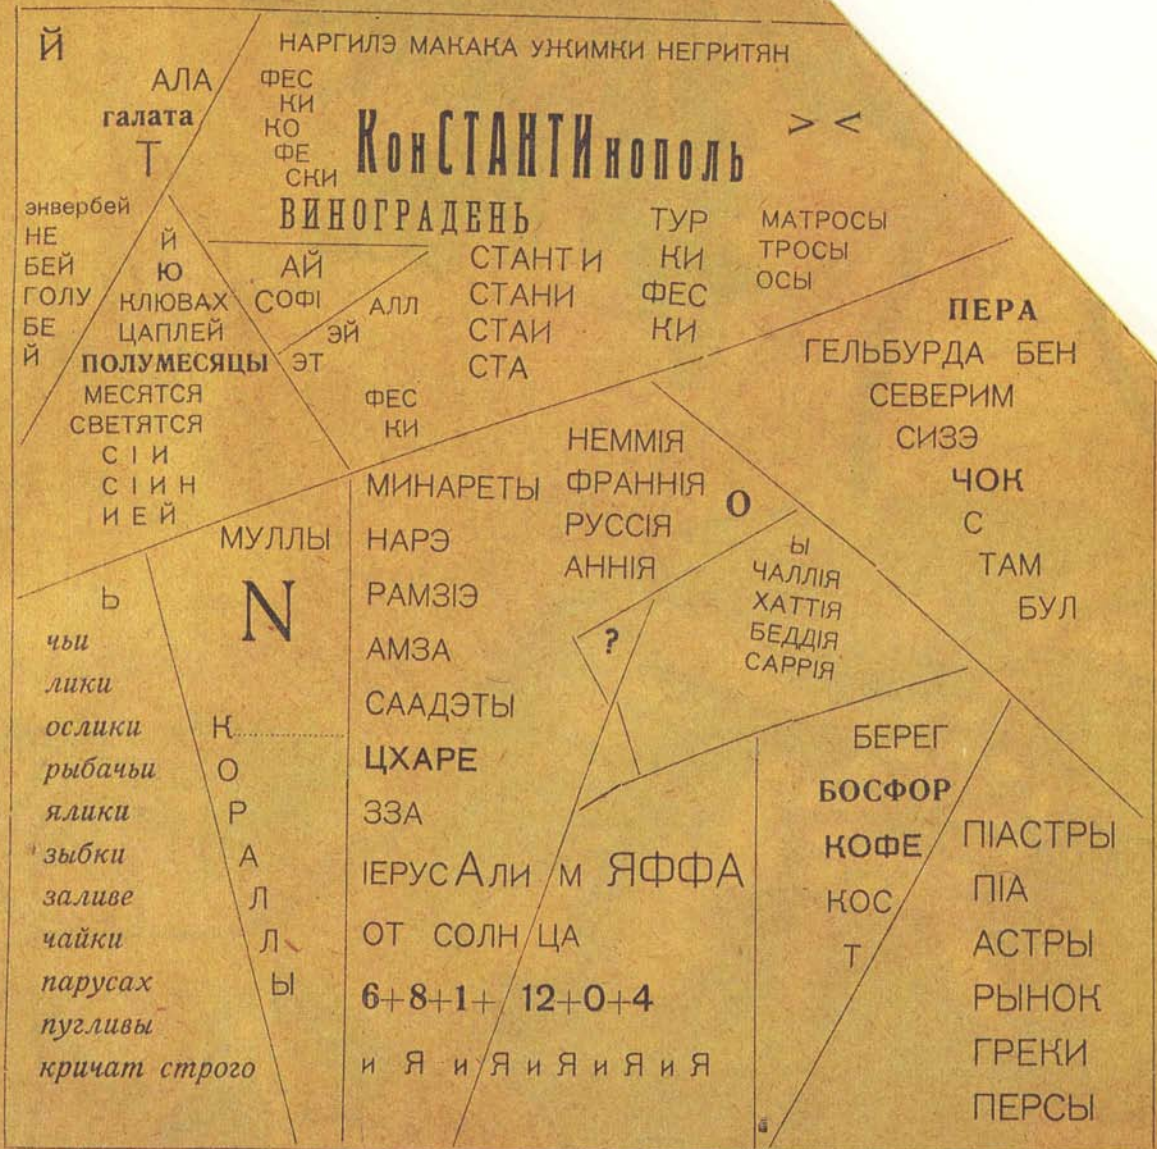 Й
АЛА
галата
Т
энвербей
НЕ
БЕЙ
ГОЛУ
БЕ
Й
НАРГИЛЭ МАКАКА УЖИМКИ НЕГРИТЯН
ФЕС
КИ
КО
ФЕ
СКИ
КонСТАНТИнополь
> <
ВИНОГРАДЕНЬ
СТАНТИ
СТАНИ
СТАИ
СТА
ТУР
КИ
ФЕС
КИ
МАТРОСЫ
ТРОСЫ
ОСЫ
Й
Ю
КЛЮВАХ
ЦАПЛЕЙ
ПОЛУМЕСЯЦЫ
МЕСЯТСЯ
СВЕТЯТСЯ
С І И
С І И Н
И Е Й
АЙ
СОФІ
АЛЛ
ЭЙ
ЭТ
ФЕС
КИ
ПЕРА
ГЕЛЬБУРДА БЕН
СЕВЕРИМ
СИЗЭ
ЧОК
С
ТАМ
БУЛ
Ь
чьи
лики
ослики
рыбачьи
ялики
зыбки
заливе
чайки
парусах
пугливы
кричат строго
МУЛЛЫ
N
К
О
Р
А
Л
Л
Ы
МИНАРЕТЫ
НАРЭ
РАМЗІЭ
АМЗА
СААДЭТЫ
ЦХАРЕ
ЗЗА
ІЕРУСАЛИ М ЯФФА
ОТ СОЛНЦА
6+8+1+ 12+0+4
и Я и Я и Я и Я и Я
НЕММІЯ
ФРАННІЯ
РУССІЯ
АННІЯ
О
?
Ы
ЧАЛЛІЯ
ХАТТІЯ
БЕДДІЯ
САРРІЯ
БЕРЕГ
БОСФОР
КОФЕ
КОС
Т
ПІАСТРЫ
ПІА
АСТРЫ
РЫНОК
ГРЕКИ
ПЕРСЫ